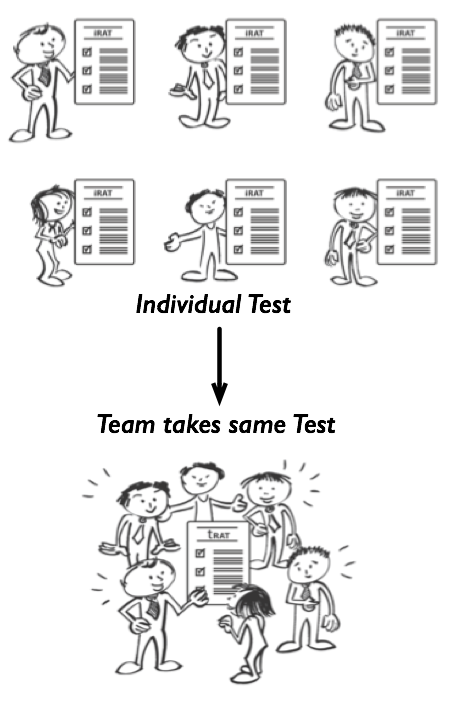 iRAT
iRAT
iRAT
iRAT
iRAT
iRAT
Individual Test
Team takes same Test
tRAT